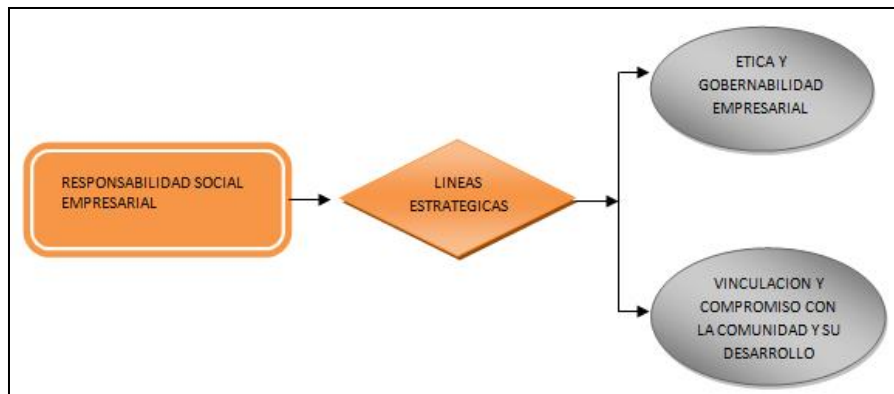 RESPONSABILIDAD SOCIAL
EMPRESARIAL
LINEAS
ESTRATEGICAS
ETICA Y
GOBERNABILIDAD
EMPRESARIAL
VINCULACION Y
COMPROMISO CON
LA COMUNIDAD Y SU
DESARROLLO